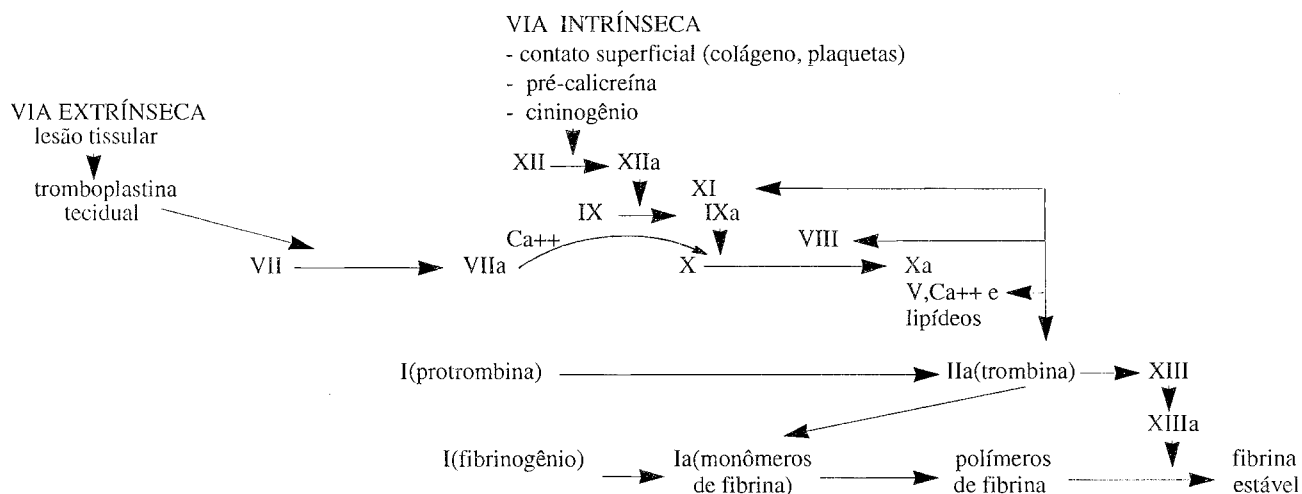 VIA INTRÍNSECA
- contato superficial (colágeno, plaquetas)
- pré-calicreína
- cininogênio
VIA EXTRÍNSECA
lesão tissular
tromboplastina
tecidual
XII
XIIa
XI
IX
IXa
Ca++
VIII
VII
VIIa
X
Xa
V,Ca++ e
lipídeos
I(protrombina)
IIa(trombina)
XIII
XIIIa
I(fibrinogênio)
Ia(monômeros
de fibrina)
polímeros
de fibrina
fibrina
estável